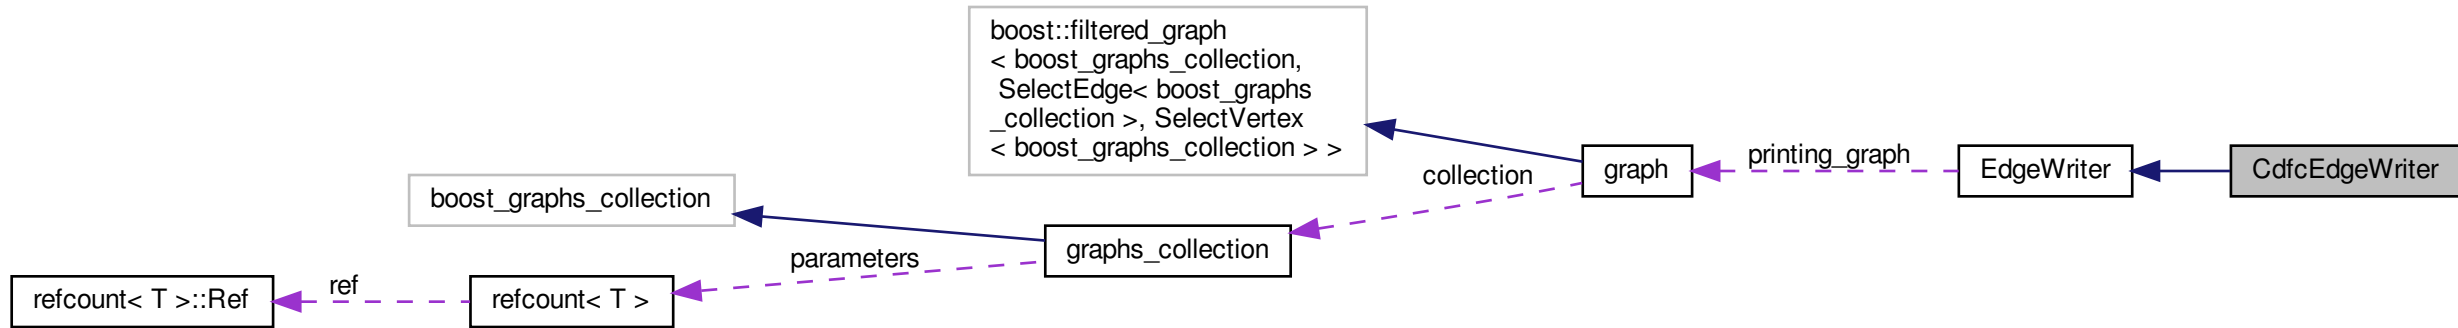 boost::filtered_graph
< boost_graphs_collection,
SelectEdge< boost_graphs
_collection >, SelectVertex
< boost_graphs_collection > >
printing_graph
graph
EdgeWriter
CdfcEdgeWriter
collection
boost_graphs_collection
graphs_collection
parameters
ref
refcount< T >::Ref
refcount< T >